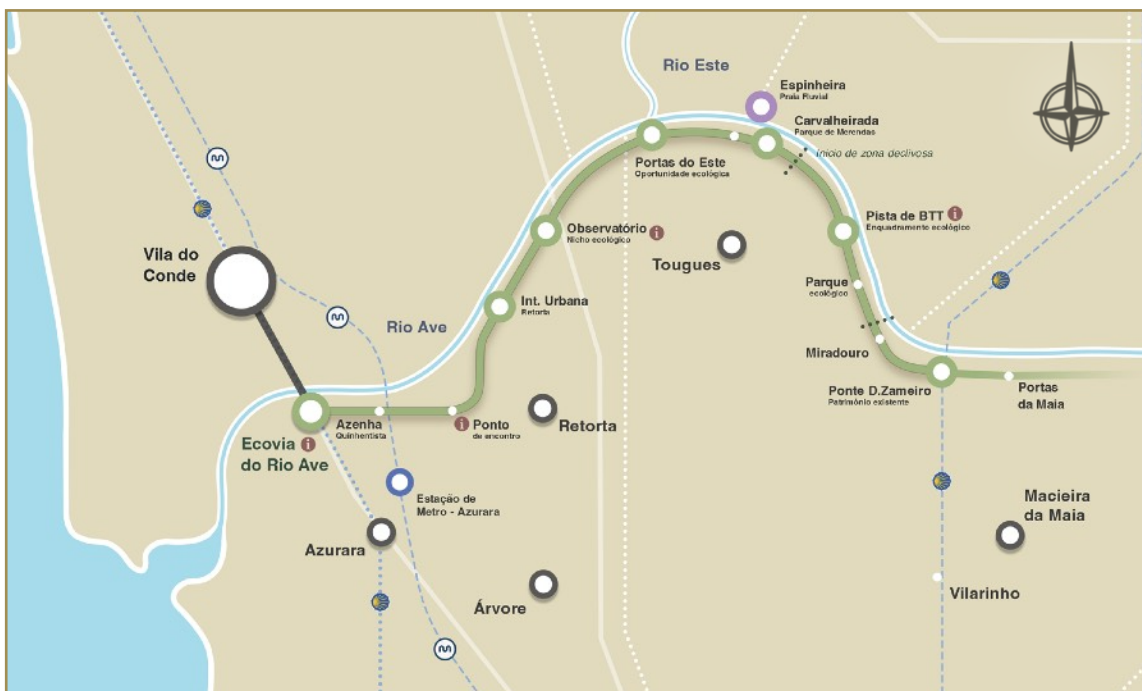 Rio Este
Espinheira
Praia Fluvial
Carvalheirada
Parque de Merendas
Início de zona declivosa
Portas do Este
Oportunidade ecológica
Pista de BTT i
Enquadramento ecológico
Observatório i
Nicho ecológico
Tougues
Vila do
Conde
Parque
ecológico
Int. Urbana
Retorta
Rio Ave
Miradouro
Ponte D.Zameiro
Património existente
Portas
da Maia
Azenha
Quinhentista
i Ponto
de encontro
Retorta
Ecovia i
do Rio Ave
Estação de
Metro - Azurara
Macieira
da Maia
Azurara
Árvore
Vilarinho